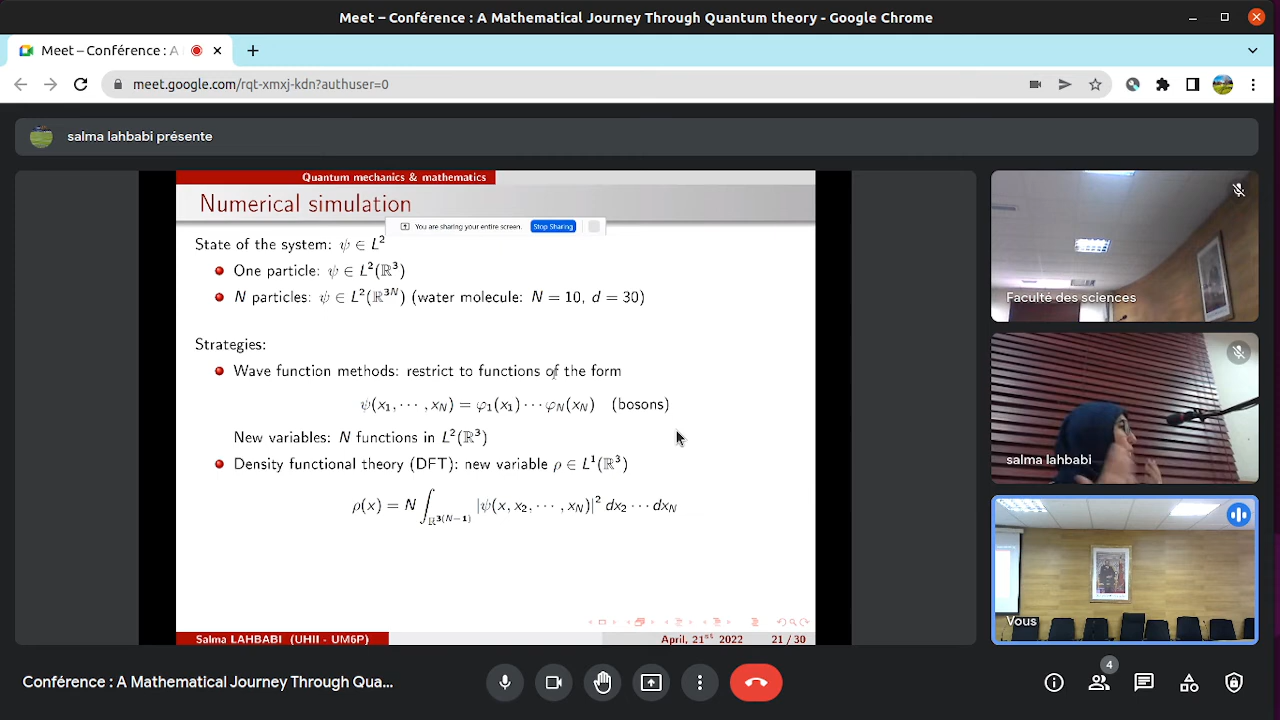 Meet – Conférence : A Mathematical Journey Through Quantum theory - Google Chrome
Meet – Conférence : A
meet.google.com/rqt-xmxj-kdn?authuser=0
salma lahbabi présente
Quantum mechanics & mathematics
Numerical simulation
You are sharing your entire screen. Stop Sharing
State of the system: ψ ∈ L²
One particle: ψ ∈ L²(ℝ³)
N particles: ψ ∈ L²(ℝ³ᴺ) (water molecule: N = 10, d = 30)
Strategies:
Wave function methods: restrict to functions of the form
ψ(x₁, ⋯ , x_N) = φ₁(x₁) ⋯ φ_N(x_N) (bosons)
New variables: N functions in L²(ℝ³)
Density functional theory (DFT): new variable ρ ∈ L¹(ℝ³)
ρ(x) = N ∫_{ℝ^{3(N−1)}} |ψ(x, x₂, ⋯ , x_N)|² dx₂ ⋯ dx_N
Salma LAHBABI (UHII - UM6P)
April, 21st 2022 21 / 30
Faculté des sciences
salma lahbabi
Vous
Conférence : A Mathematical Journey Through Qua...
4